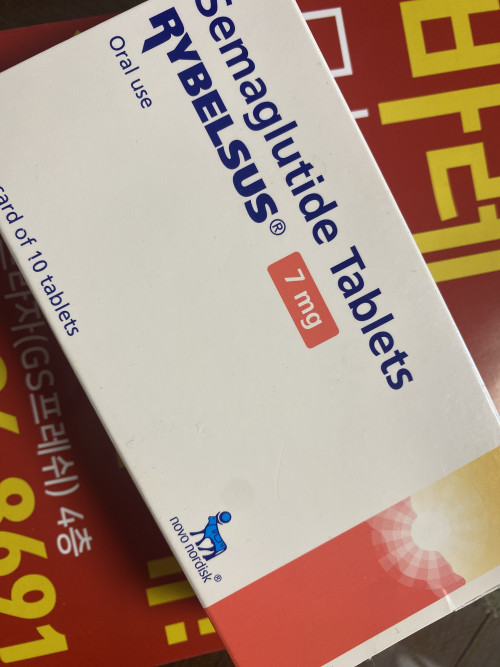 Semaglutide Tablets
RYBELSUS®
7 mg
Oral use
card of 10 tablets
novo nordisk®
(GS프레쉬) 4층
8691